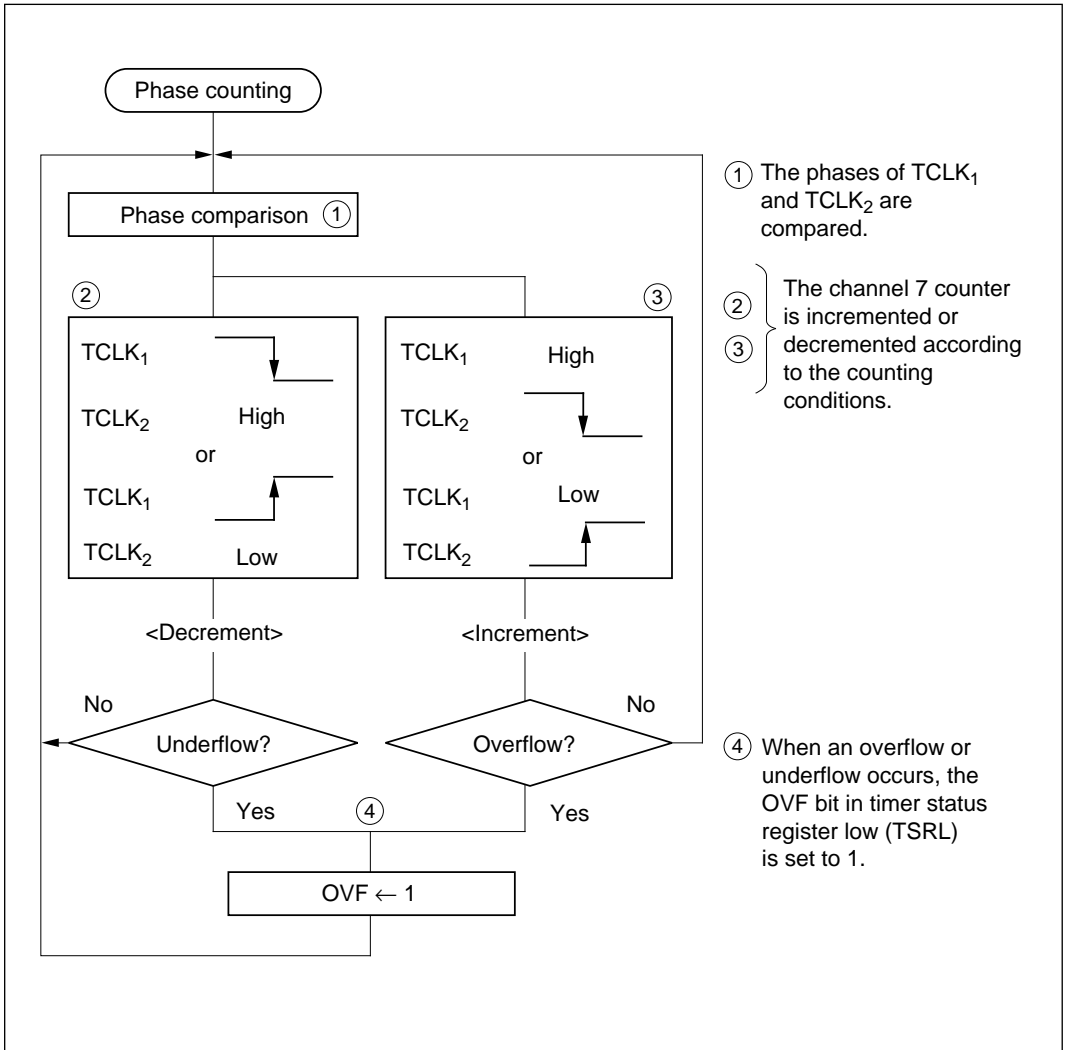 Phase counting
Phase comparison ①
① The phases of TCLK₁
and TCLK₂ are
compared.
②
TCLK₁
TCLK₂ High
or
TCLK₁
TCLK₂ Low
③
TCLK₁ High
TCLK₂
or
TCLK₁ Low
TCLK₂
②
③
The channel 7 counter
is incremented or
decremented according
to the counting
conditions.
<Decrement>
<Increment>
No
Underflow?
Yes
No
Overflow?
Yes
④
OVF ← 1
④ When an overflow or
underflow occurs, the
OVF bit in timer status
register low (TSRL)
is set to 1.